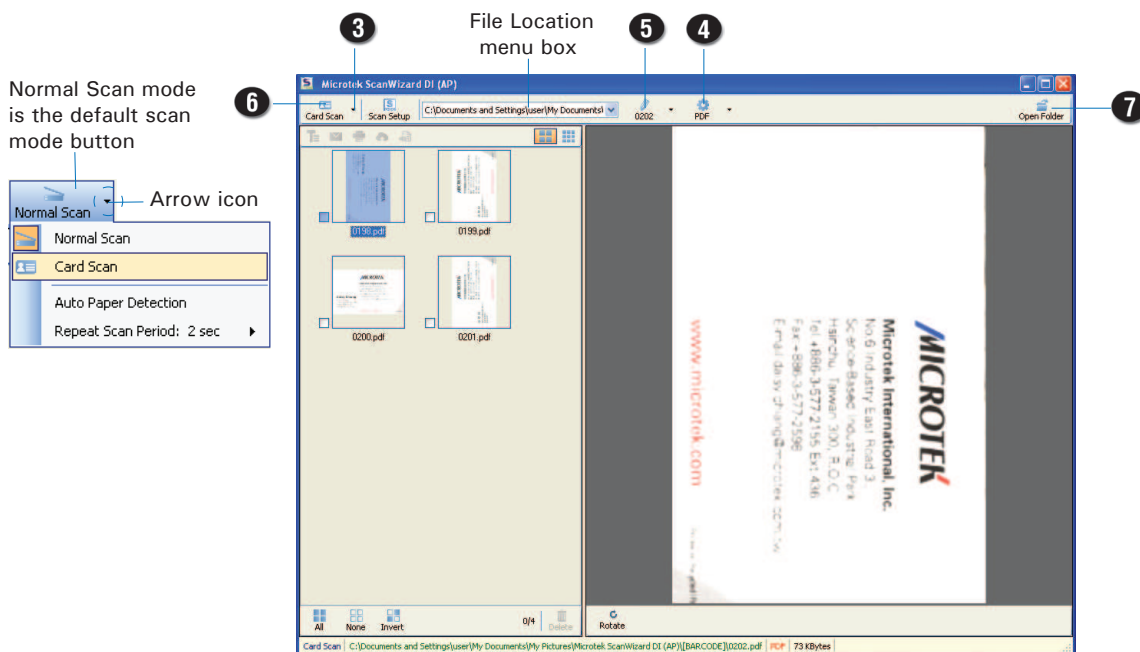 3
File Location
menu box
5
4
Normal Scan mode
is the default scan
mode button
6
7
Microtek ScanWizard DI (AP)
Card Scan
Scan Setup
C:\Documents and Settings\user\My Documents\
0202
PDF
Open Folder
Normal Scan
Arrow icon
Normal Scan
Card Scan
Auto Paper Detection
Repeat Scan Period: 2 sec
0198.pdf
0199.pdf
0200.pdf
0201.pdf
MICROTEK
Microtek International, Inc.
No.6 Industry East Road 3
Science-Based Industrial Park
Hsinchu, Taiwan 300, R.O.C
Tel:+886-3-577-2155 Ext.436
Fax:+886-3-577-2598
E-mail:daisy.chang@microtek.com.tw
www.microtek.com
All
None
Invert
0/4
Delete
Rotate
Card Scan
C:\Documents and Settings\user\My Documents\My Pictures\Microtek ScanWizard DI (AP)\[BARCODE]\0202.pdf
PDF
73 KBytes